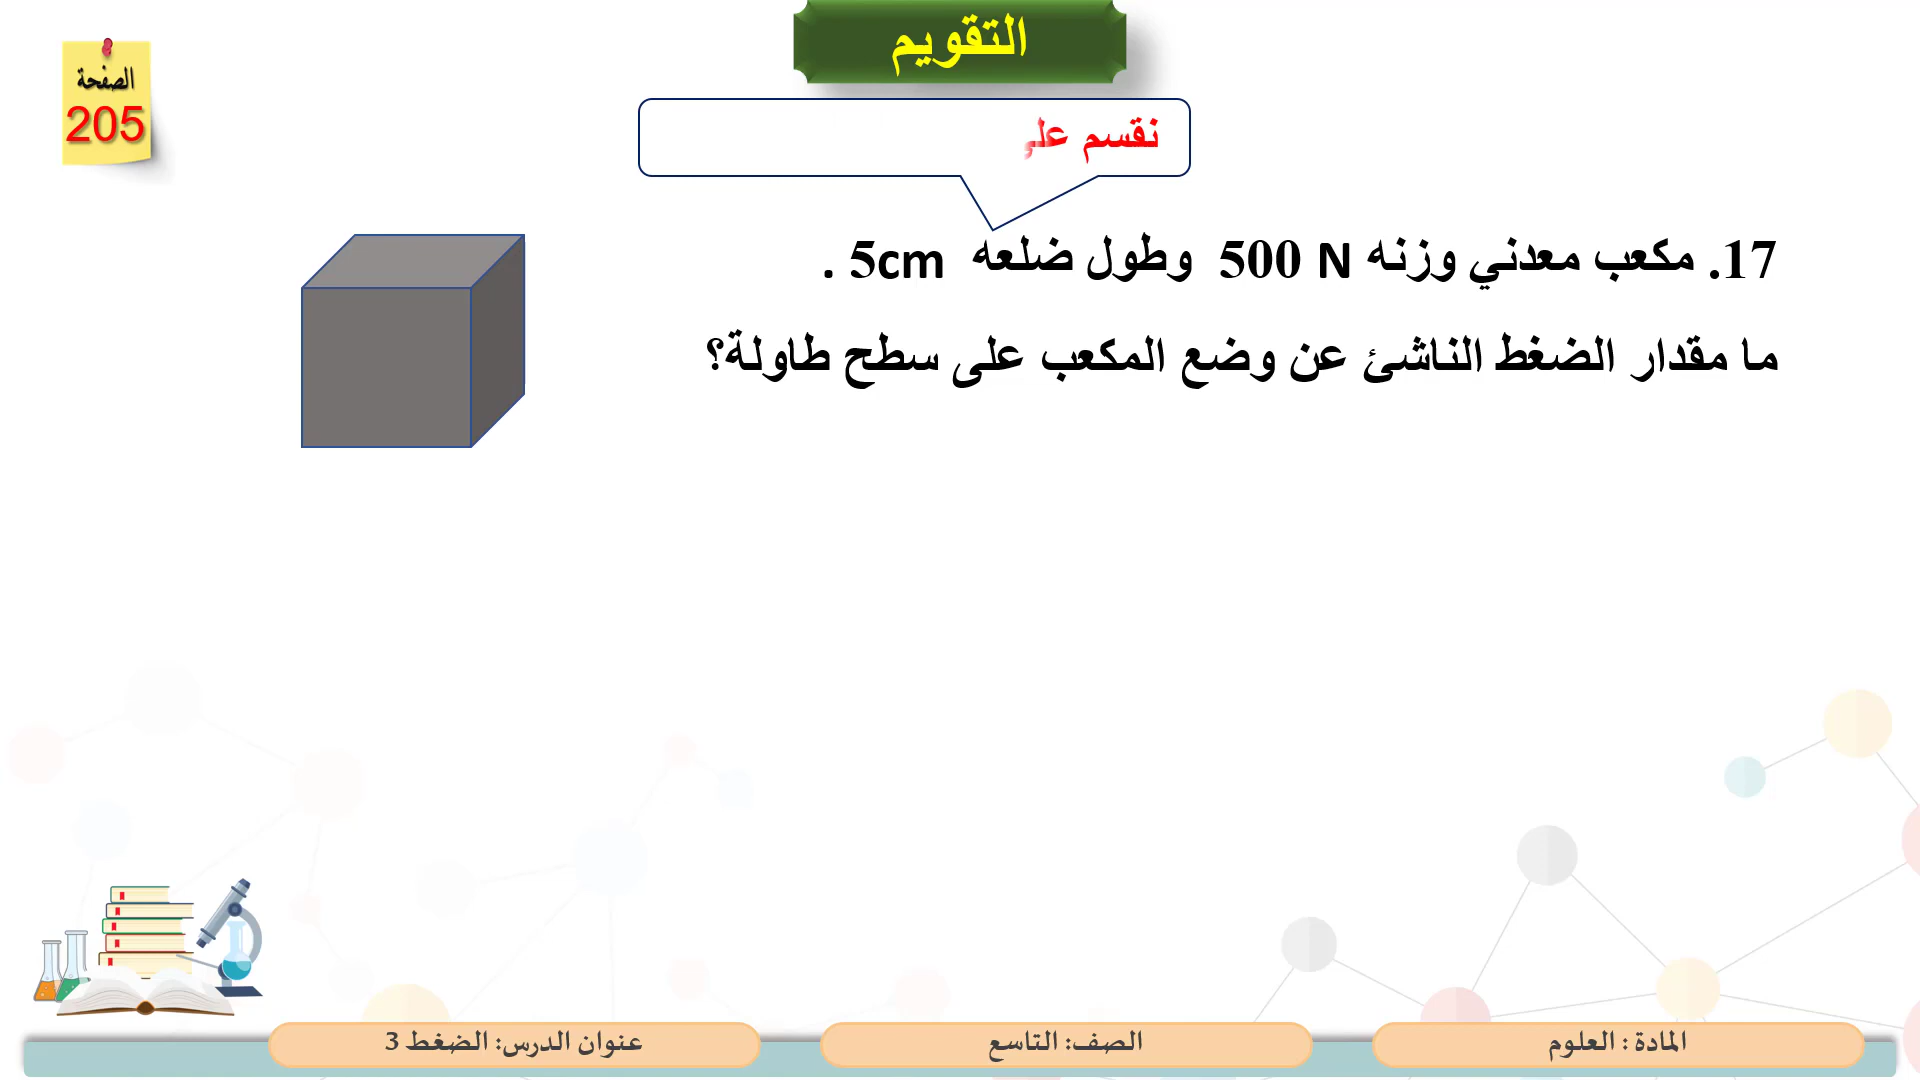 التقويم
الصفحة
205
نقسم على
17. مكعب معدني وزنه 500 N وطول ضلعه 5cm .
ما مقدار الضغط الناشئ عن وضع المكعب على سطح طاولة؟
المادة : العلوم
الصف: التاسع
عنوان الدرس: الضغط 3